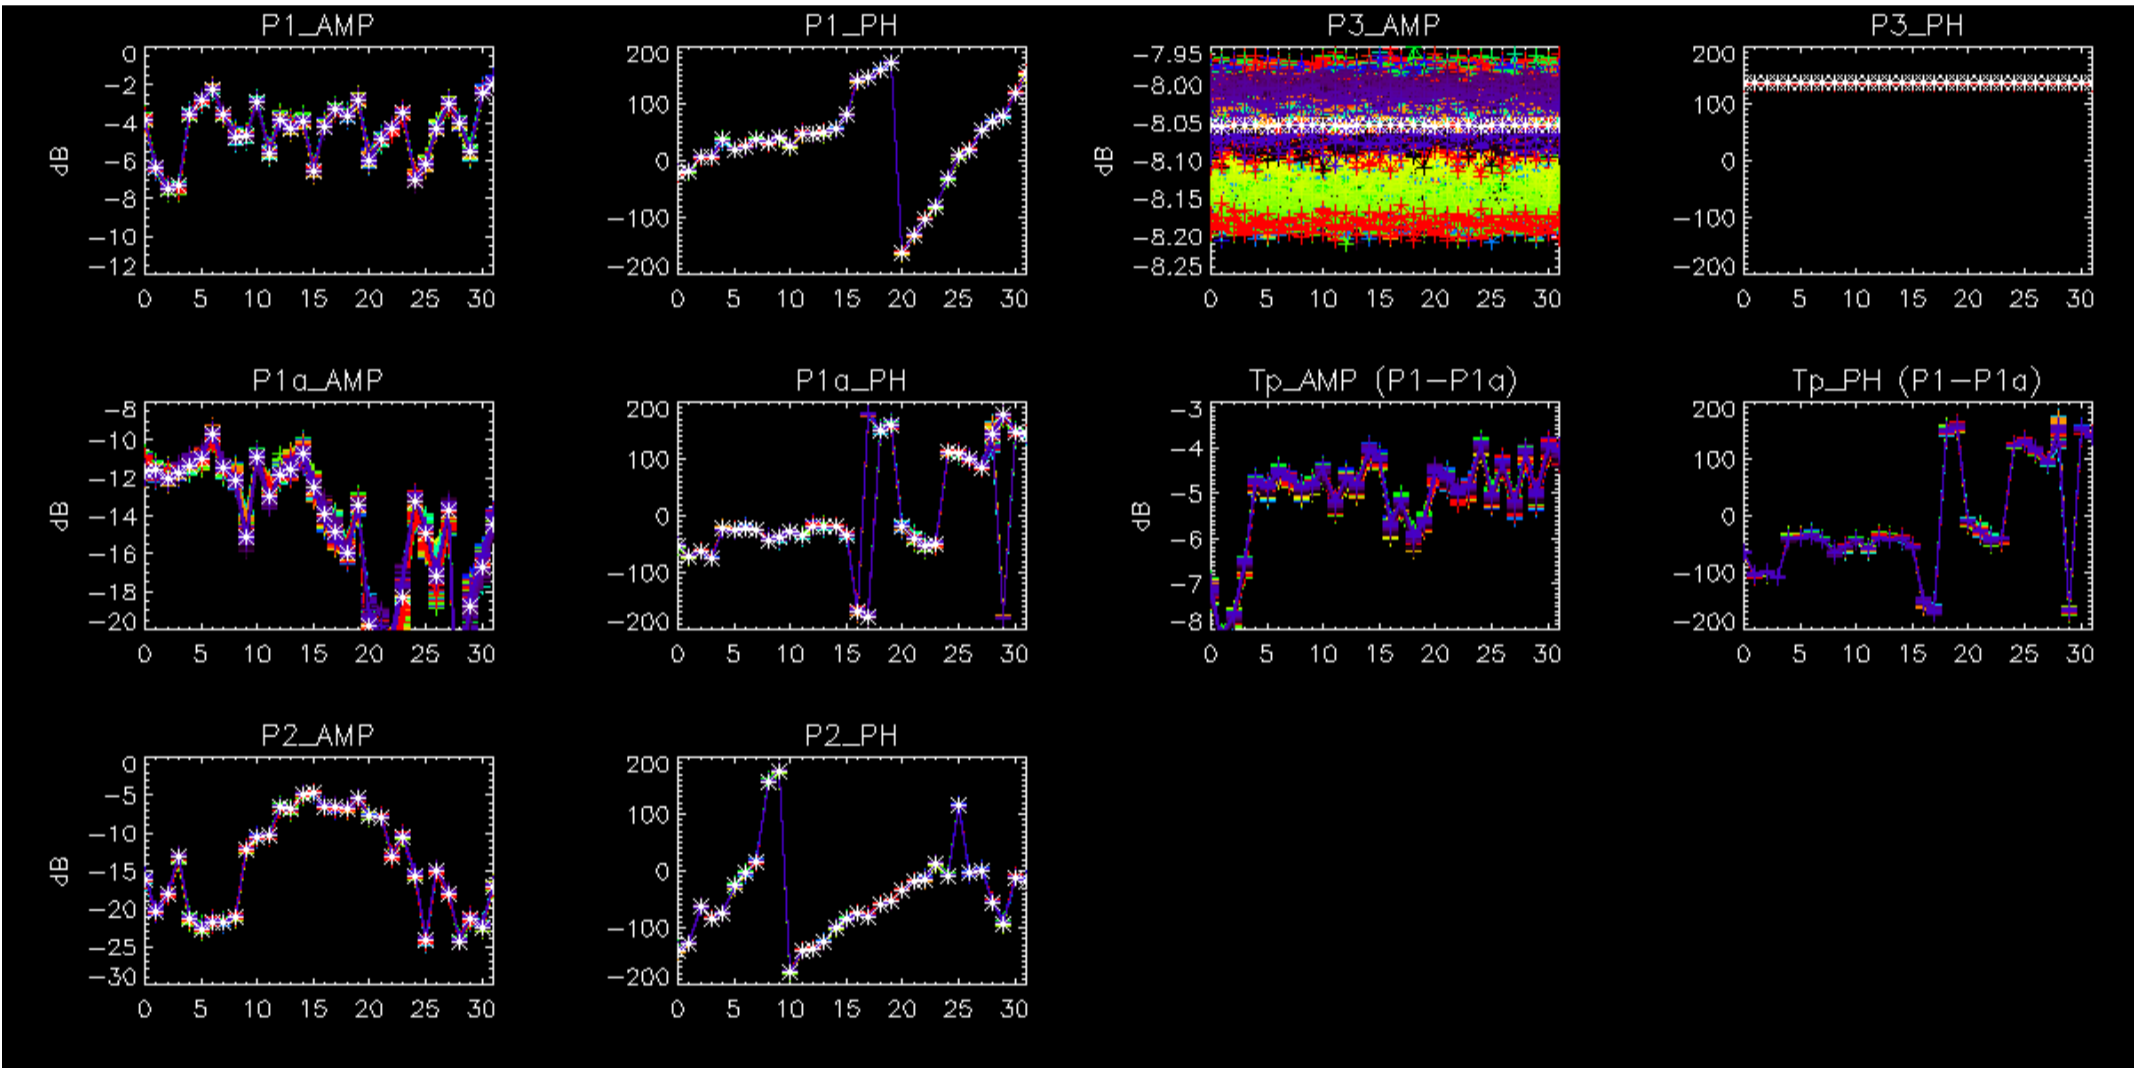 P1_AMP
P1_PH
P3_AMP
P3_PH
0
-2
-4
-6
-8
-10
-12
dB
0 5 10 15 20 25 30
200
100
0
-100
-200
0 5 10 15 20 25 30
-7.95
-8.00
-8.05
-8.10
-8.15
-8.20
-8.25
dB
0 5 10 15 20 25 30
200
100
0
-100
-200
0 5 10 15 20 25 30
P1a_AMP
P1a_PH
Tp_AMP (P1-P1a)
Tp_PH (P1-P1a)
-8
-10
-12
-14
-16
-18
-20
dB
0 5 10 15 20 25 30
200
100
0
-100
-200
0 5 10 15 20 25 30
-3
-4
-5
-6
-7
-8
dB
0 5 10 15 20 25 30
200
100
0
-100
-200
0 5 10 15 20 25 30
P2_AMP
P2_PH
0
-5
-10
-15
-20
-25
-30
dB
0 5 10 15 20 25 30
200
100
0
-100
-200
0 5 10 15 20 25 30